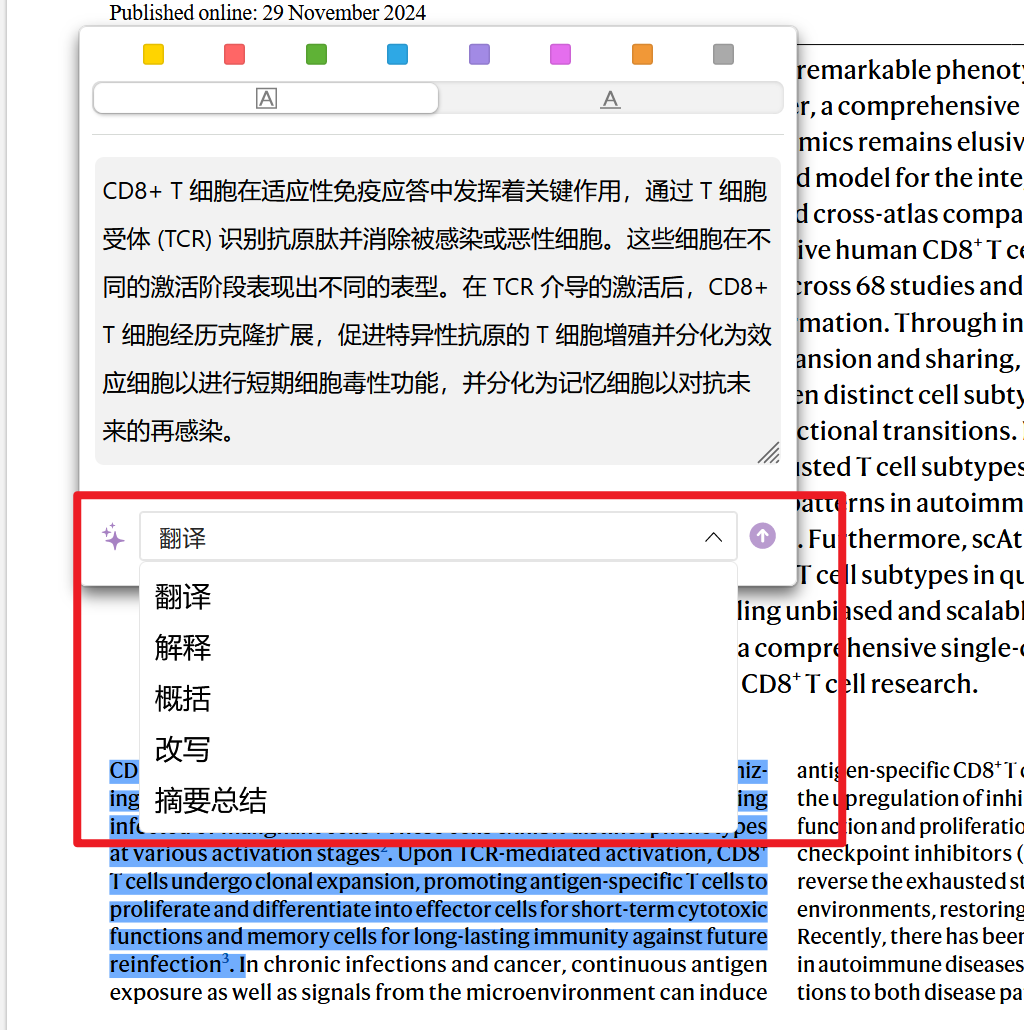 Published online: 29 November 2024
A
A
CD8+ T 细胞在适应性免疫应答中发挥着关键作用，通过 T 细胞
受体 (TCR) 识别抗原肽并消除被感染或恶性细胞。这些细胞在不
同的激活阶段表现出不同的表型。在 TCR 介导的激活后，CD8+
T 细胞经历克隆扩展，促进特异性抗原的 T 细胞增殖并分化为效
应细胞以进行短期细胞毒性功能，并分化为记忆细胞以对抗未
来的再感染。
翻译
翻译
解释
概括
改写
摘要总结
remarkable phenoty
, a comprehensive
mics remains elusiv
d model for the inte
d cross-atlas compa
ive human CD8⁺ T ce
cross 68 studies and
rmation. Through in
ansion and sharing,
en distinct cell subty
ctional transitions.
usted T cell subtypes
patterns in autoimm
. Furthermore, scAt
T cell subtypes in qu
ling unbiased and scalabl
a comprehensive single-c
CD8⁺ T cell research.
CD
niz-
ing
ing
at various activation stages². Upon TCR-mediated activation, CD8⁺
T cells undergo clonal expansion, promoting antigen-specific T cells to
proliferate and differentiate into effector cells for short-term cytotoxic
functions and memory cells for long-lasting immunity against future
reinfection³. In chronic infections and cancer, continuous antigen
exposure as well as signals from the microenvironment can induce
antigen-specific CD8⁺ T c
the upregulation of inhi
function and proliferatio
checkpoint inhibitors (
reverse the exhausted st
environments, restoring
Recently, there has been
in autoimmune diseases
tions to both disease pa